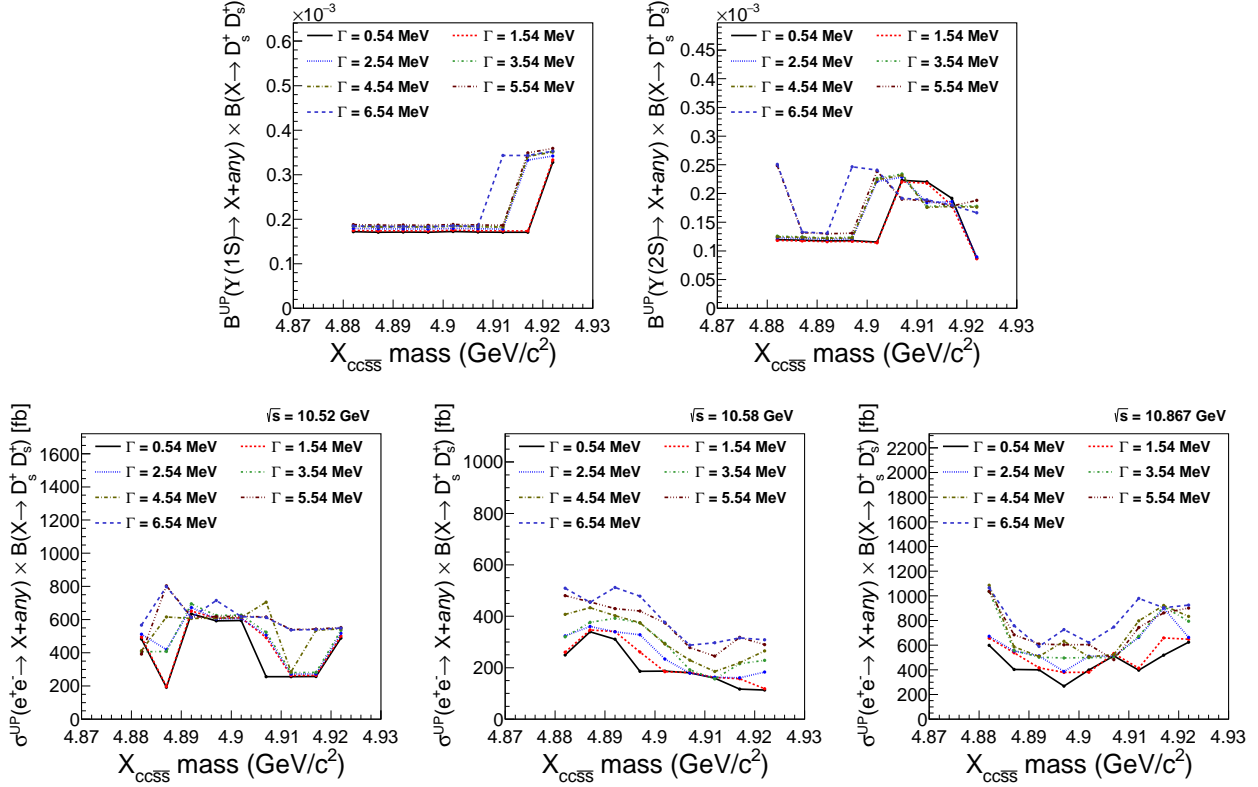 ×10⁻³
B^UP(Υ(1S)→ X+any) × B(X→ D_s⁺ D_s⁺)
0.6
0.5
0.4
0.3
0.2
0.1
0
Γ = 0.54 MeV
Γ = 1.54 MeV
Γ = 2.54 MeV
Γ = 3.54 MeV
Γ = 4.54 MeV
Γ = 5.54 MeV
Γ = 6.54 MeV
4.87 4.88 4.89 4.9 4.91 4.92 4.93
X_cc s̅s̅ mass (GeV/c²)
×10⁻³
B^UP(Υ(2S)→ X+any) × B(X→ D_s⁺ D_s⁺)
0.45
0.4
0.35
0.3
0.25
0.2
0.15
0.1
0.05
0
Γ = 0.54 MeV
Γ = 1.54 MeV
Γ = 2.54 MeV
Γ = 3.54 MeV
Γ = 4.54 MeV
Γ = 5.54 MeV
Γ = 6.54 MeV
4.87 4.88 4.89 4.9 4.91 4.92 4.93
X_cc s̅s̅ mass (GeV/c²)
√s = 10.52 GeV
σ^UP(e⁺e⁻→ X+any) × B(X→ D_s⁺ D_s⁺) [fb]
1600
1400
1200
1000
800
600
400
200
0
Γ = 0.54 MeV
Γ = 1.54 MeV
Γ = 2.54 MeV
Γ = 3.54 MeV
Γ = 4.54 MeV
Γ = 5.54 MeV
Γ = 6.54 MeV
4.87 4.88 4.89 4.9 4.91 4.92 4.93
X_cc s̅s̅ mass (GeV/c²)
√s = 10.58 GeV
σ^UP(e⁺e⁻→ X+any) × B(X→ D_s⁺ D_s⁺) [fb]
1000
800
600
400
200
0
Γ = 0.54 MeV
Γ = 1.54 MeV
Γ = 2.54 MeV
Γ = 3.54 MeV
Γ = 4.54 MeV
Γ = 5.54 MeV
Γ = 6.54 MeV
4.87 4.88 4.89 4.9 4.91 4.92 4.93
X_cc s̅s̅ mass (GeV/c²)
√s = 10.867 GeV
σ^UP(e⁺e⁻→ X+any) × B(X→ D_s⁺ D_s⁺) [fb]
2200
2000
1800
1600
1400
1200
1000
800
600
400
200
0
Γ = 0.54 MeV
Γ = 1.54 MeV
Γ = 2.54 MeV
Γ = 3.54 MeV
Γ = 4.54 MeV
Γ = 5.54 MeV
Γ = 6.54 MeV
4.87 4.88 4.89 4.9 4.91 4.92 4.93
X_cc s̅s̅ mass (GeV/c²)